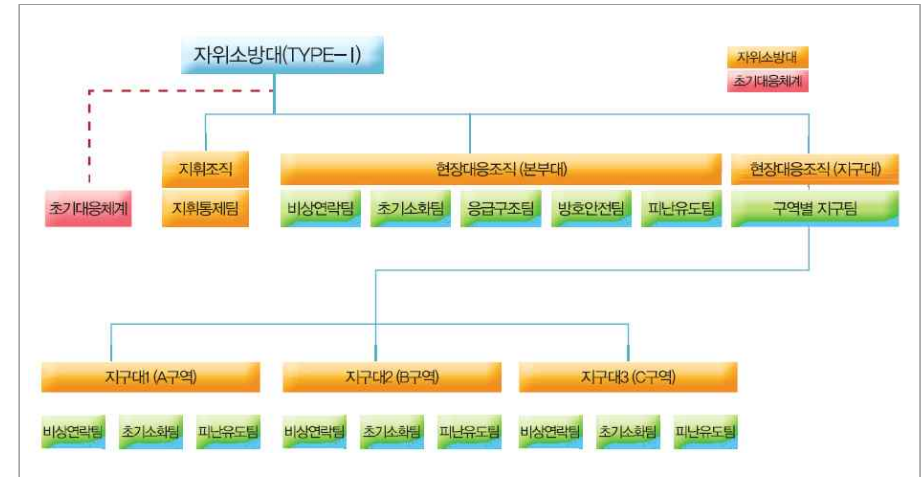 자위소방대(TYPE-Ⅰ)
자위소방대
초기대응체계
지휘조직
현장대응조직 (본부대)
현장대응조직 (지구대)
초기대응체계
지휘통제팀
비상연락팀
초기소화팀
응급구조팀
방호안전팀
피난유도팀
구역별 지구팀
지구대1 (A구역)
지구대2 (B구역)
지구대3 (C구역)
비상연락팀
초기소화팀
피난유도팀
비상연락팀
초기소화팀
피난유도팀
비상연락팀
초기소화팀
피난유도팀